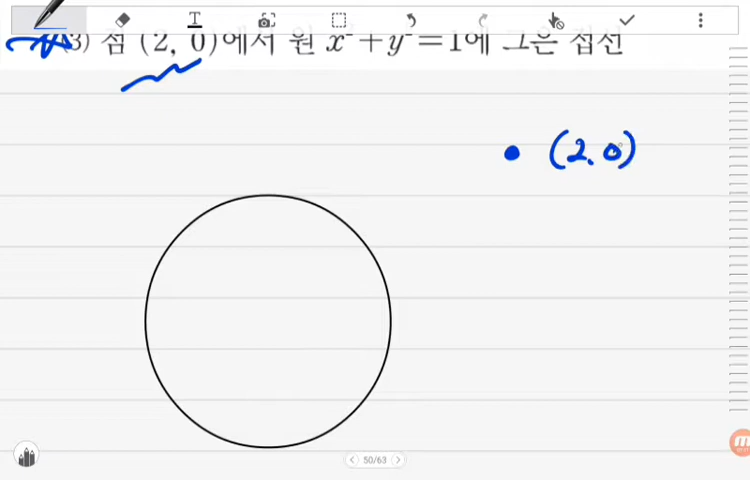 (3) 점 (2, 0)에서 원 x²+y²=1에 그은 접선
(2, 0)
50/63